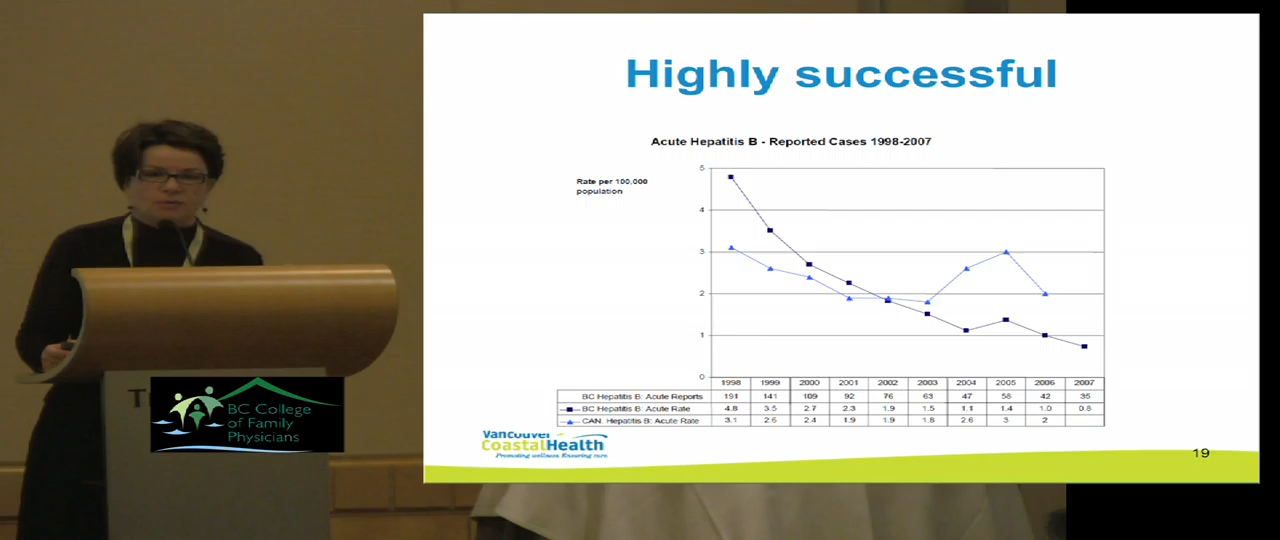 Highly successful
Acute Hepatitis B - Reported Cases 1998-2007
Rate per 100,000
population
5
4
3
2
1
0
1998 1999 2000 2001 2002 2003 2004 2005 2006 2007
BC Hepatitis B: Acute Reports 191 141 109 92 76 63 47 58 42 35
BC Hepatitis B: Acute Rate 4.8 3.5 2.7 2.3 1.9 1.5 1.1 1.4 1.0 0.8
CAN. Hepatitis B: Acute Rate 3.1 2.6 2.4 1.9 1.9 1.8 2.6 3 2
Vancouver
CoastalHealth
Promoting wellness. Ensuring care.
19
BC College
of Family
Physicians